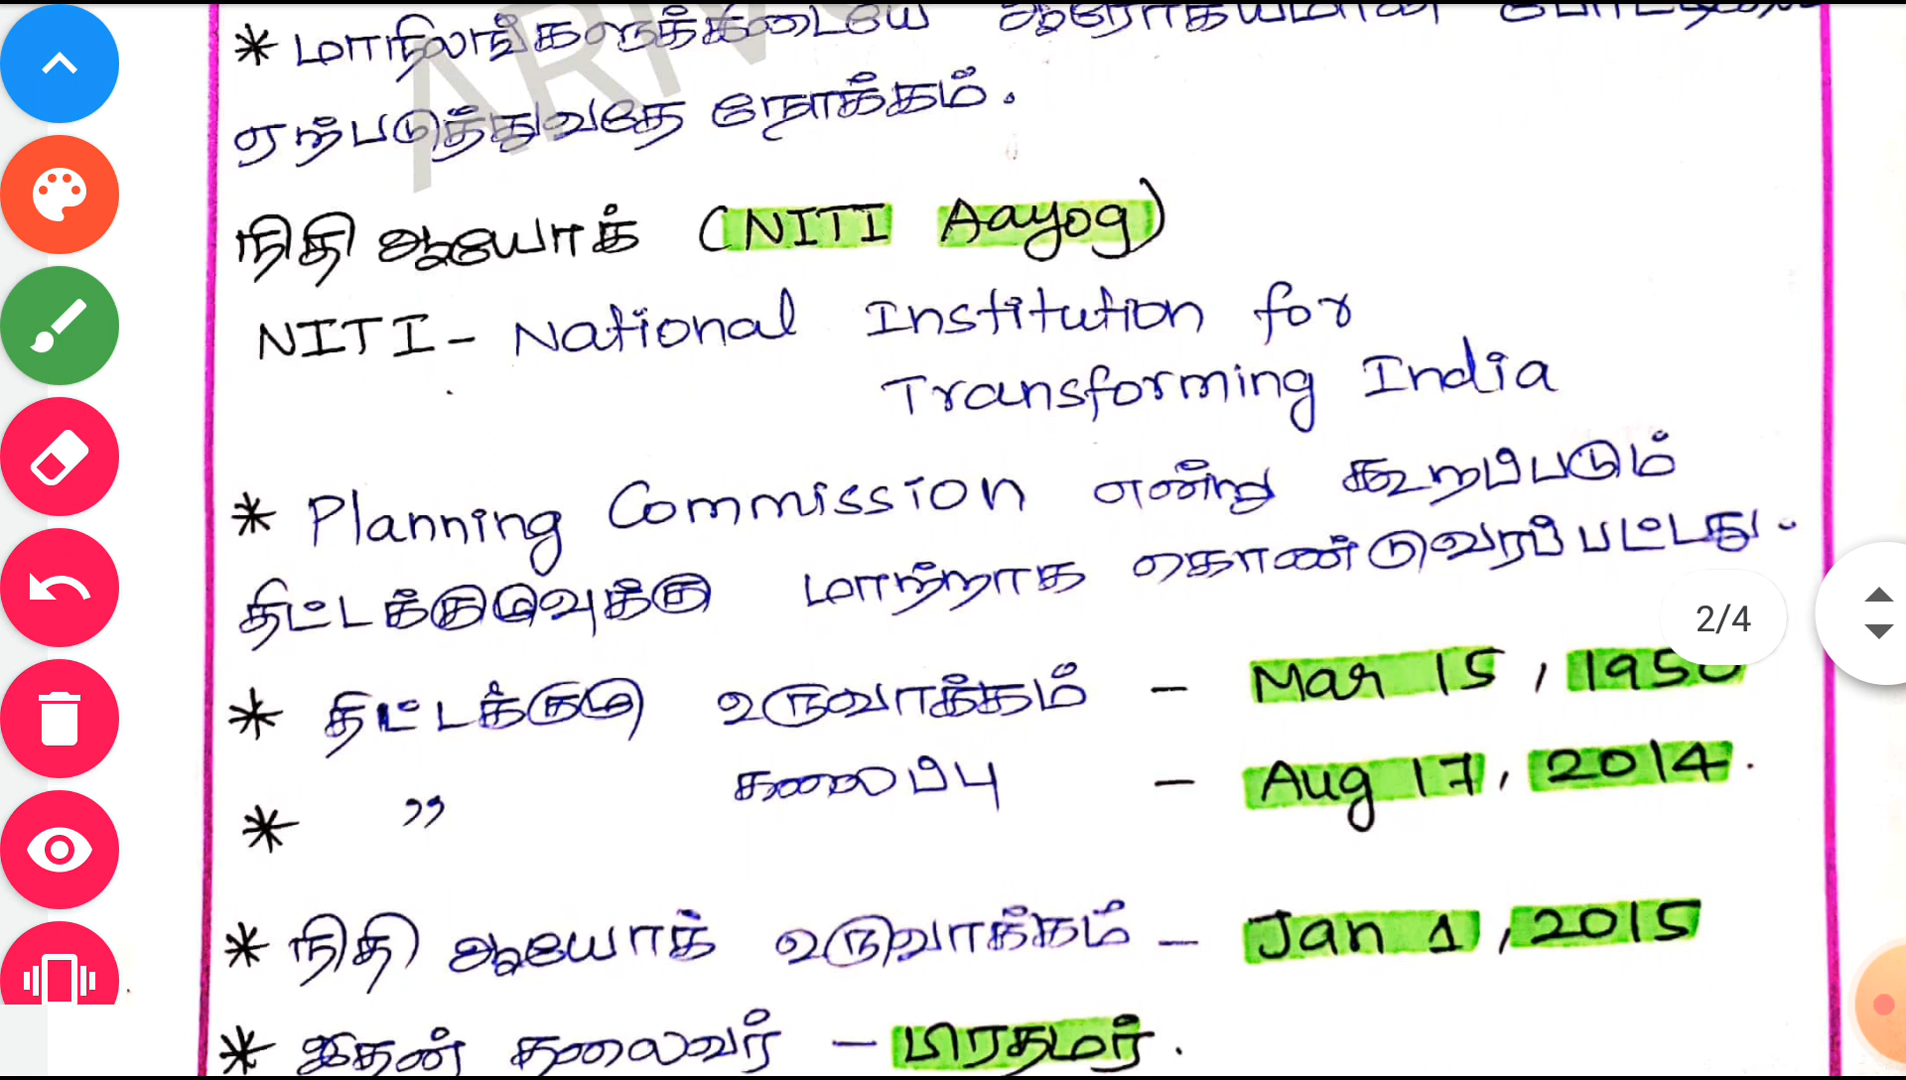 * மாநிலங்களுக்கிடையே ஆரோக்யமான
ஏற்படுத்துவதே நோக்கம்.
நிதி ஆயோக் (NITI Aayog)
NITI - National Institution for
Transforming India
* Planning Commission என்று கூறப்படும்
திட்டக்குழுவுக்கு மாற்றாக கொண்டுவரப்பட்டது.
2/4
* திட்டக்குழு உருவாக்கம் - Mar 15, 1950
* " கலைப்பு - Aug 17, 2014.
* நிதி ஆயோக் உருவாக்கம் - Jan 1, 2015
* இதன் தலைவர் - பிரதமர்.